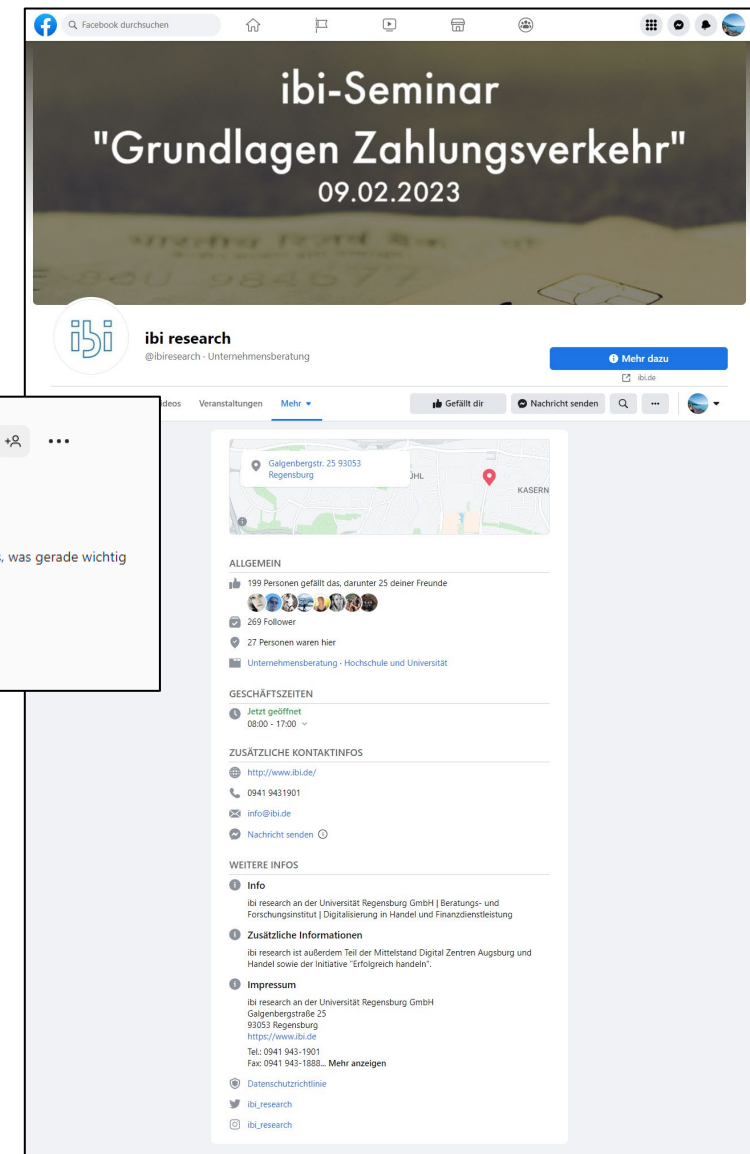 Facebook durchsuchen
ibi-Seminar
"Grundlagen Zahlungsverkehr"
09.02.2023
ibi
ibi research
@ibiresearch · Unternehmensberatung
Mehr dazu
ibi.de
ideos Veranstaltungen Mehr
Gefällt dir Nachricht senden
, was gerade wichtig
Galgenbergstr. 25 93053
Regensburg
ÜHL
KASERN
ALLGEMEIN
199 Personen gefällt das, darunter 25 deiner Freunde
269 Follower
27 Personen waren hier
Unternehmensberatung · Hochschule und Universität
GESCHÄFTSZEITEN
Jetzt geöffnet
08:00 - 17:00
ZUSÄTZLICHE KONTAKTINFOS
http://www.ibi.de/
0941 9431901
info@ibi.de
Nachricht senden
WEITERE INFOS
Info
ibi research an der Universität Regensburg GmbH | Beratungs- und
Forschungsinstitut | Digitalisierung in Handel und Finanzdienstleistung
Zusätzliche Informationen
ibi research ist außerdem Teil der Mittelstand Digital Zentren Augsburg und
Handel sowie der Initiative "Erfolgreich handeln".
Impressum
ibi research an der Universität Regensburg GmbH
Galgenbergstraße 25
93053 Regensburg
https://www.ibi.de
Tel.: 0941 943-1901
Fax: 0941 943-1888... Mehr anzeigen
Datenschutzrichtlinie
ibi_research
ibi_research